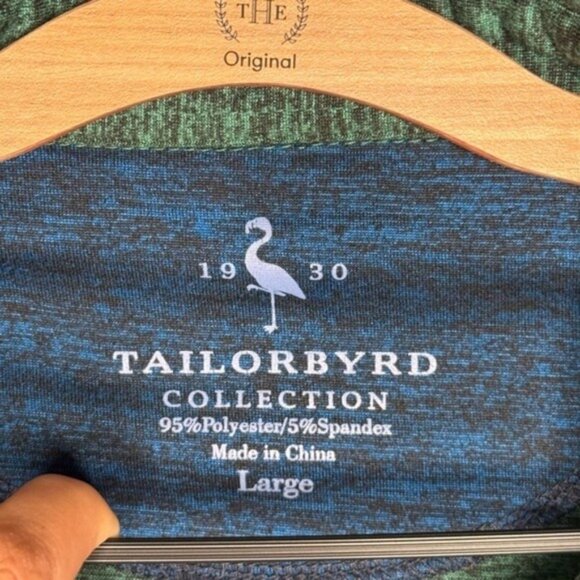 THE
Original
19 30
TAILORBYRD
COLLECTION
95%Polyester/5%Spandex
Made in China
Large